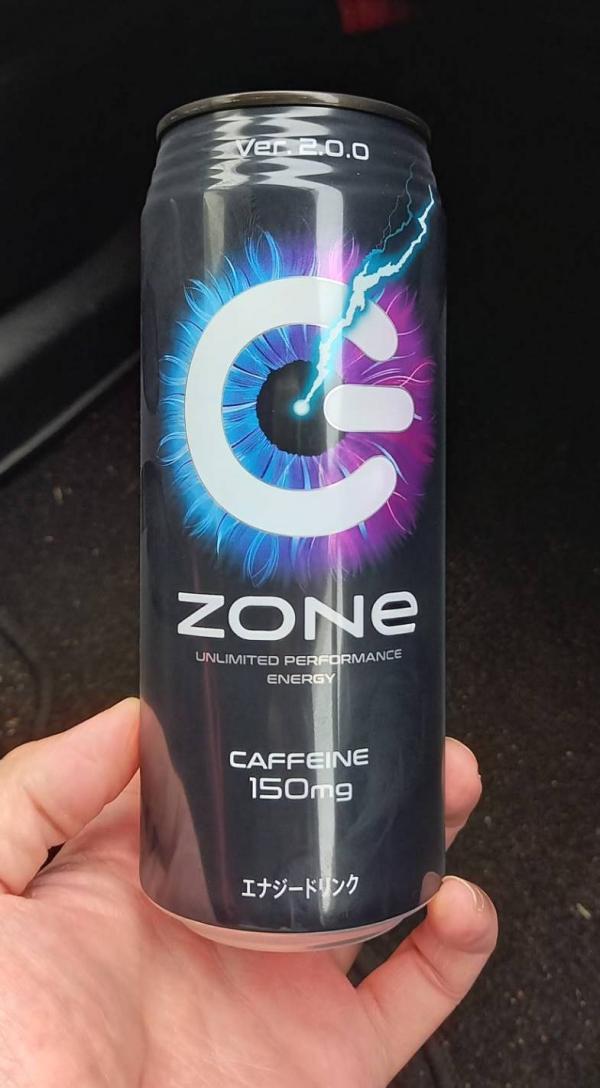 Ver. 2.0.0
ZONe
UNLIMITED PERFORMANCE
ENERGY
CAFFEINE
150mg
エナジードリンク